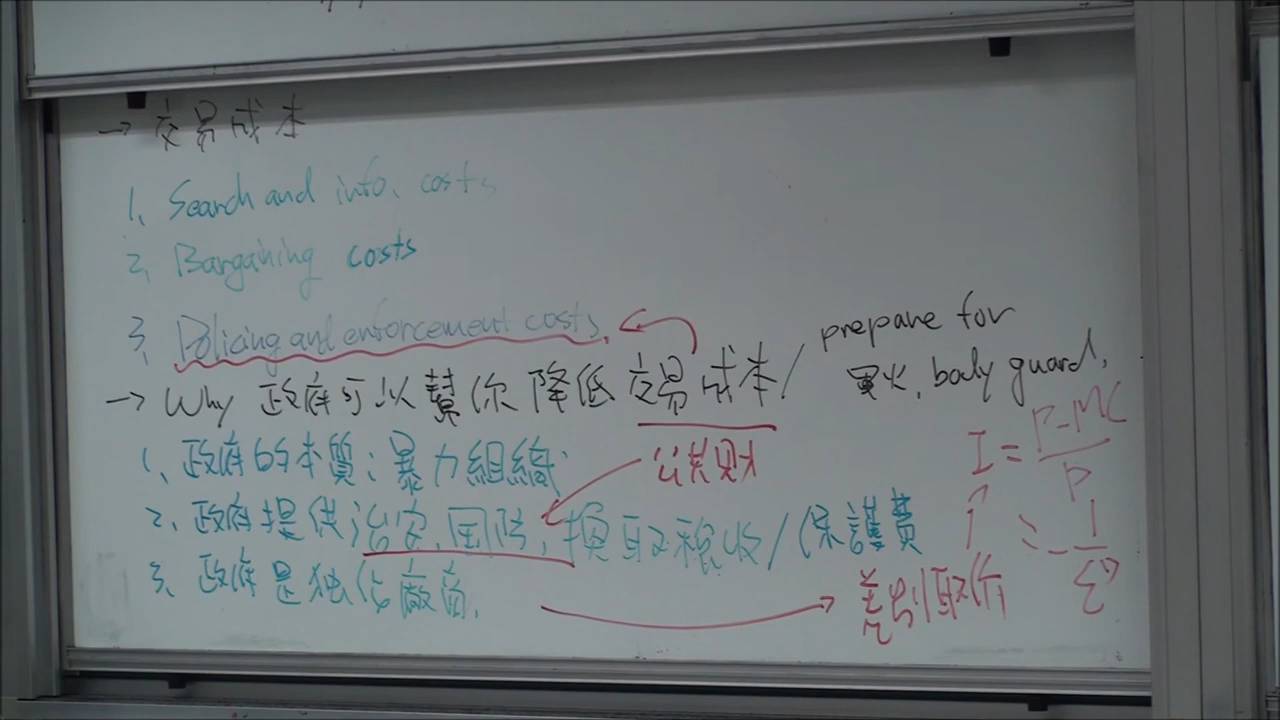 → 交易成本
1. Search and info. costs
2. Bargaining costs
3. Policing and enforcement costs.
→ Why 政府可以幫你降低交易成本/
prepare for
軍火, body guard,
1. 政府的本質:暴力組織
公共財
2. 政府提供治安、国防,換取稅收/保護費
3. 政府是独佔廠商.
差別取价
I = P-MC / P
↑ = - 1 / ε